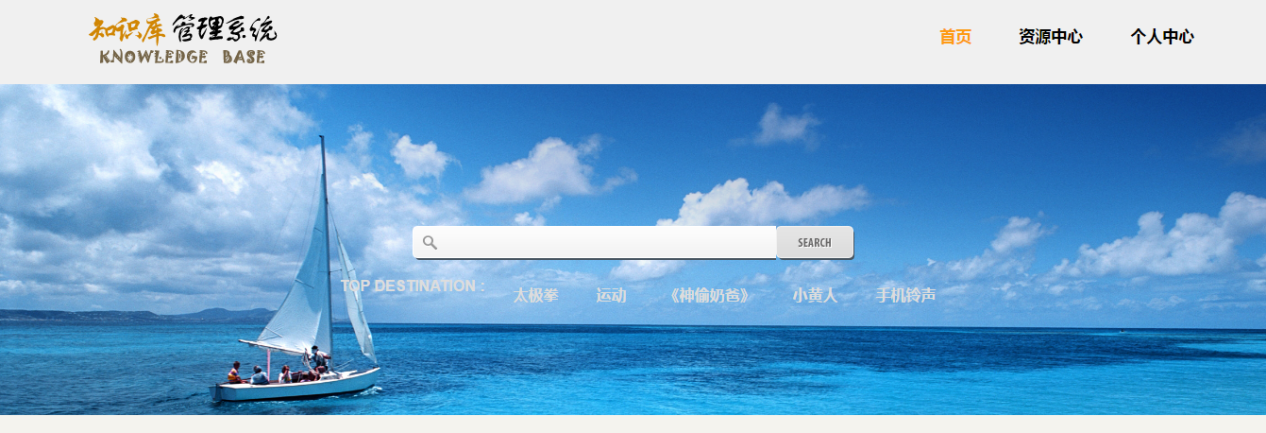 知识库管理系统
KNOWLEDGE BASE
首页 资源中心 个人中心
SEARCH
TOP DESTINATION : 太极拳 运动 《神偷奶爸》 小黄人 手机铃声